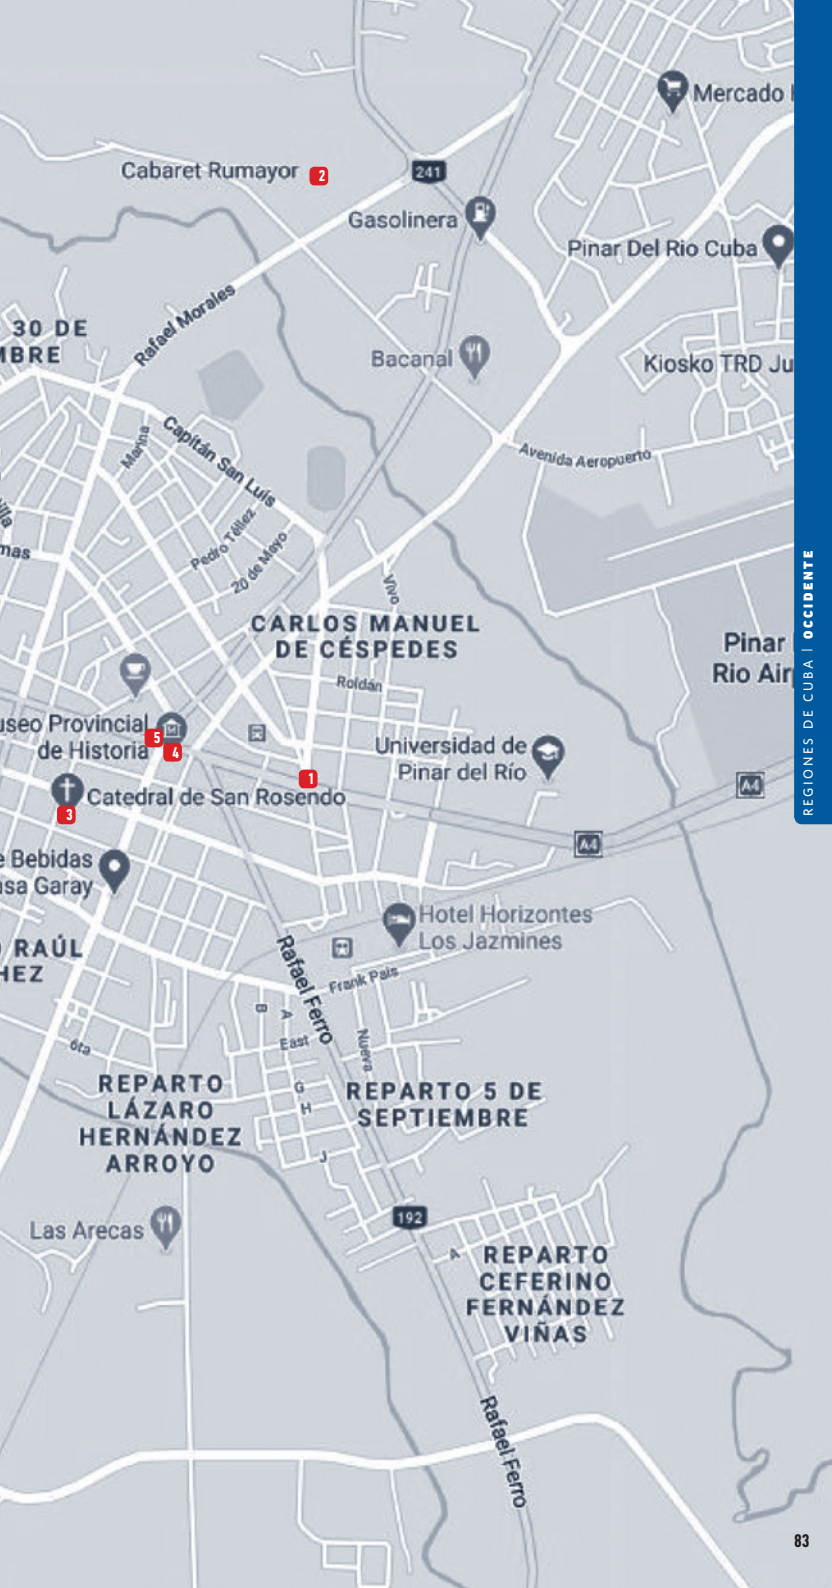 Mercado
Cabaret Rumayor 2
241
Gasolinera
Pinar Del Rio Cuba
Rafael Morales
30 DE
MBRE
Bacanal
Kiosko TRD Ju
Capitán San Luis
Marina
Avenida Aeropuerto
Pedro Téllez
20 de Mayo
Vivo
CARLOS MANUEL
DE CÉSPEDES
Pinar
Rio Air
Roldán
useo Provincial 5
de Historia 4
Universidad de
Pinar del Río
1
A4
Catedral de San Rosendo
3
A4
e Bebidas
asa Garay
Hotel Horizontes
Los Jazmines
RAÚL
HEZ
Rafael Ferro
Frank Pais
B
A
East
Nueva
6ta
G
H
J
REPARTO
LÁZARO
HERNÁNDEZ
ARROYO
REPARTO 5 DE
SEPTIEMBRE
192
Las Arecas
A
REPARTO
CEFERINO
FERNÁNDEZ
VIÑAS
Rafael Ferro
REGIONES DE CUBA | OCCIDENTE
83